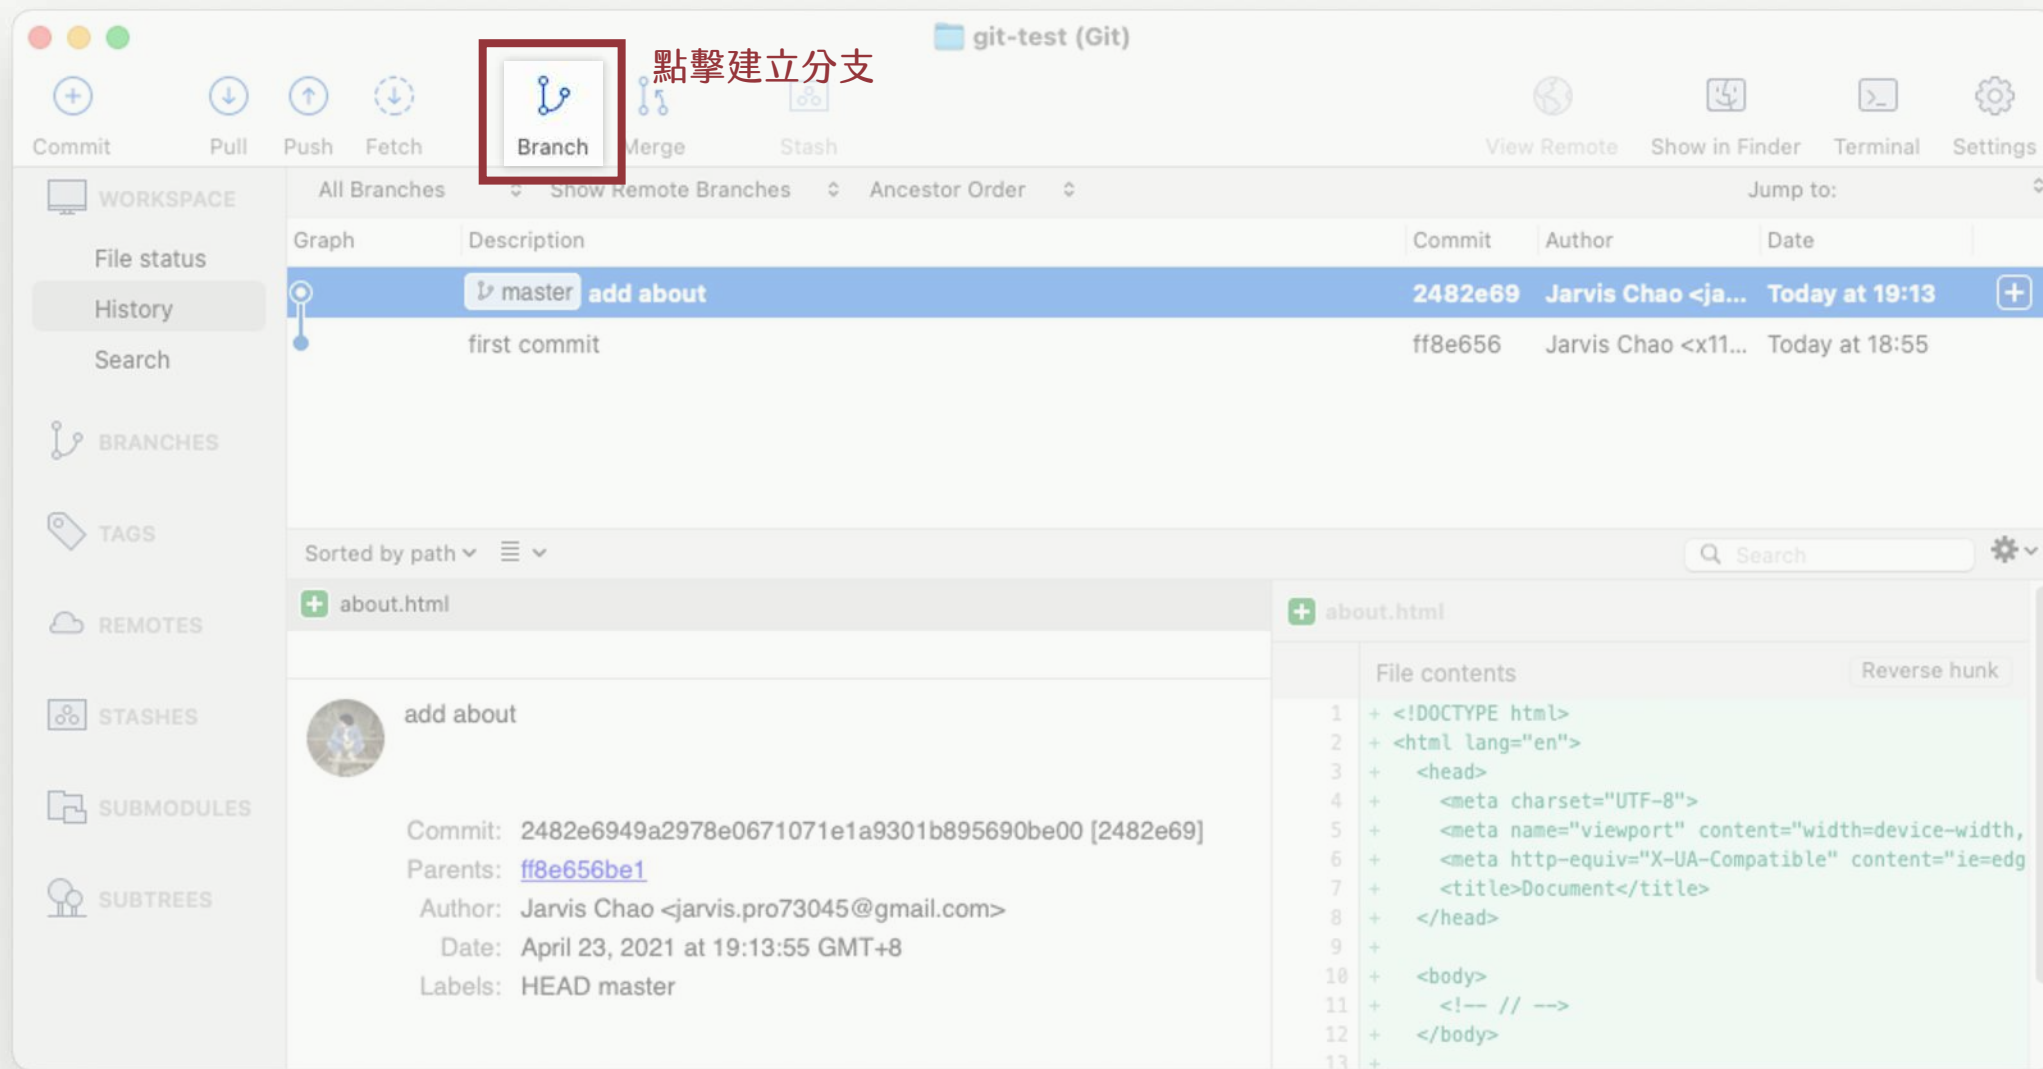 git-test (Git)
點擊建立分支
Commit Pull Push Fetch Branch Merge Stash View Remote Show in Finder Terminal Settings
WORKSPACE
File status
History
Search
BRANCHES
TAGS
REMOTES
STASHES
SUBMODULES
SUBTREES
All Branches Show Remote Branches Ancestor Order Jump to:
Graph Description Commit Author Date
master add about 2482e69 Jarvis Chao <ja... Today at 19:13
first commit ff8e656 Jarvis Chao <x11... Today at 18:55
Sorted by path Search
about.html
add about
Commit: 2482e6949a2978e0671071e1a9301b895690be00 [2482e69]
Parents: ff8e656be1
Author: Jarvis Chao <jarvis.pro73045@gmail.com>
Date: April 23, 2021 at 19:13:55 GMT+8
Labels: HEAD master
about.html
File contents Reverse hunk
1 + <!DOCTYPE html>
2 + <html lang="en">
3 + <head>
4 + <meta charset="UTF-8">
5 + <meta name="viewport" content="width=device-width,
6 + <meta http-equiv="X-UA-Compatible" content="ie=edg
7 + <title>Document</title>
8 + </head>
9 +
10 + <body>
11 + <!-- // -->
12 + </body>
13 +